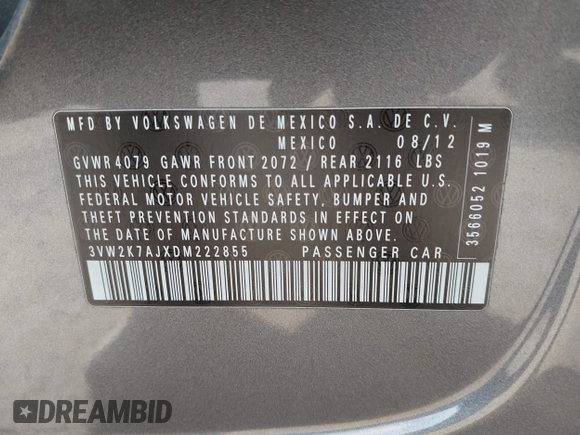 MFD BY VOLKSWAGEN DE MEXICO S.A. DE C.V.
MEXICO 08/12
GVWR 4079 GAWR FRONT 2072 / REAR 2116 LBS
THIS VEHICLE CONFORMS TO ALL APPLICABLE U.S.
FEDERAL MOTOR VEHICLE SAFETY, BUMPER AND
THEFT PREVENTION STANDARDS IN EFFECT
ON THE DATE OF MANUFACTURE SHOWN ABOVE.
3VW2K7AJXDM222855 PASSENGER CAR
3566052 1019 M
DREAMBID